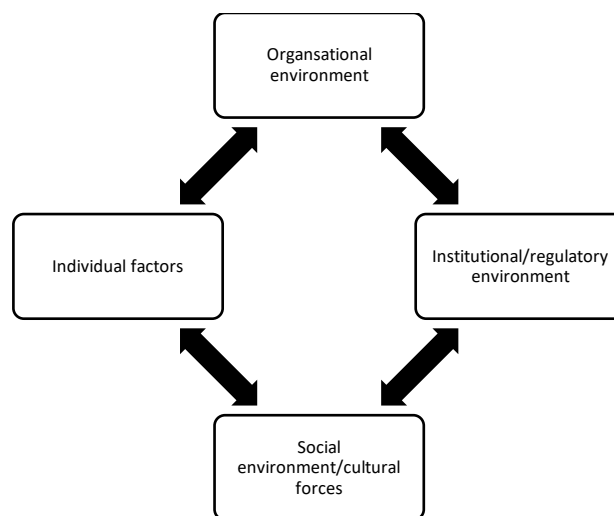 Organsational
environment
Individual factors
Institutional/regulatory
environment
Social
environment/cultural
forces